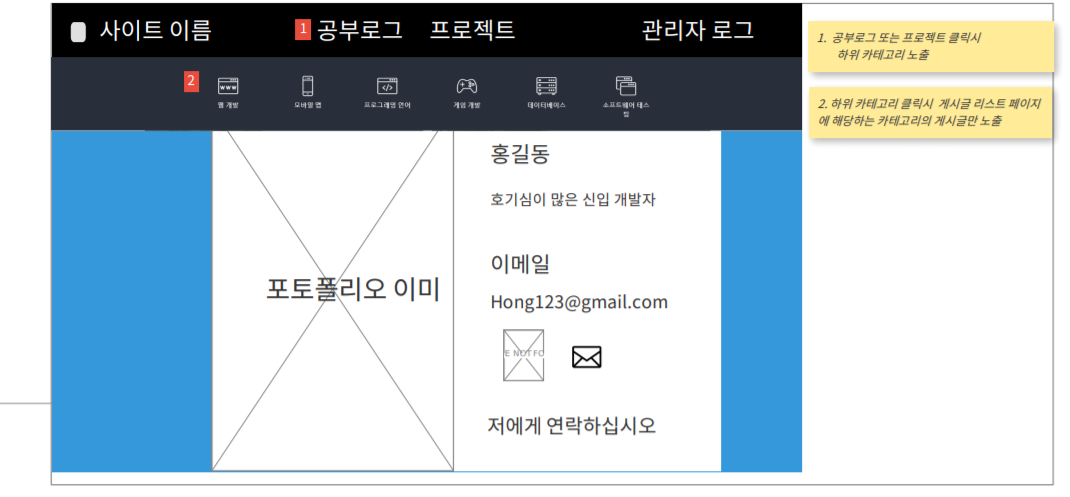 사이트 이름
1 공부로그
프로젝트
관리자 로그
2
웹 개발
모바일 앱
프로그래밍 언어
게임 개발
데이터베이스
소프트웨어 테스
팅
WWW
</>
홍길동
호기심이 많은 신입 개발자
포토폴리오 이미
이메일
Hong123@gmail.com
E NOT FO
저에게 연락하십시오
1. 공부로그 또는 프로젝트 클릭시
하위 카테고리 노출
2. 하위 카테고리 클릭시 게시글 리스트 페이지
에 해당하는 카테고리의 게시글만 노출